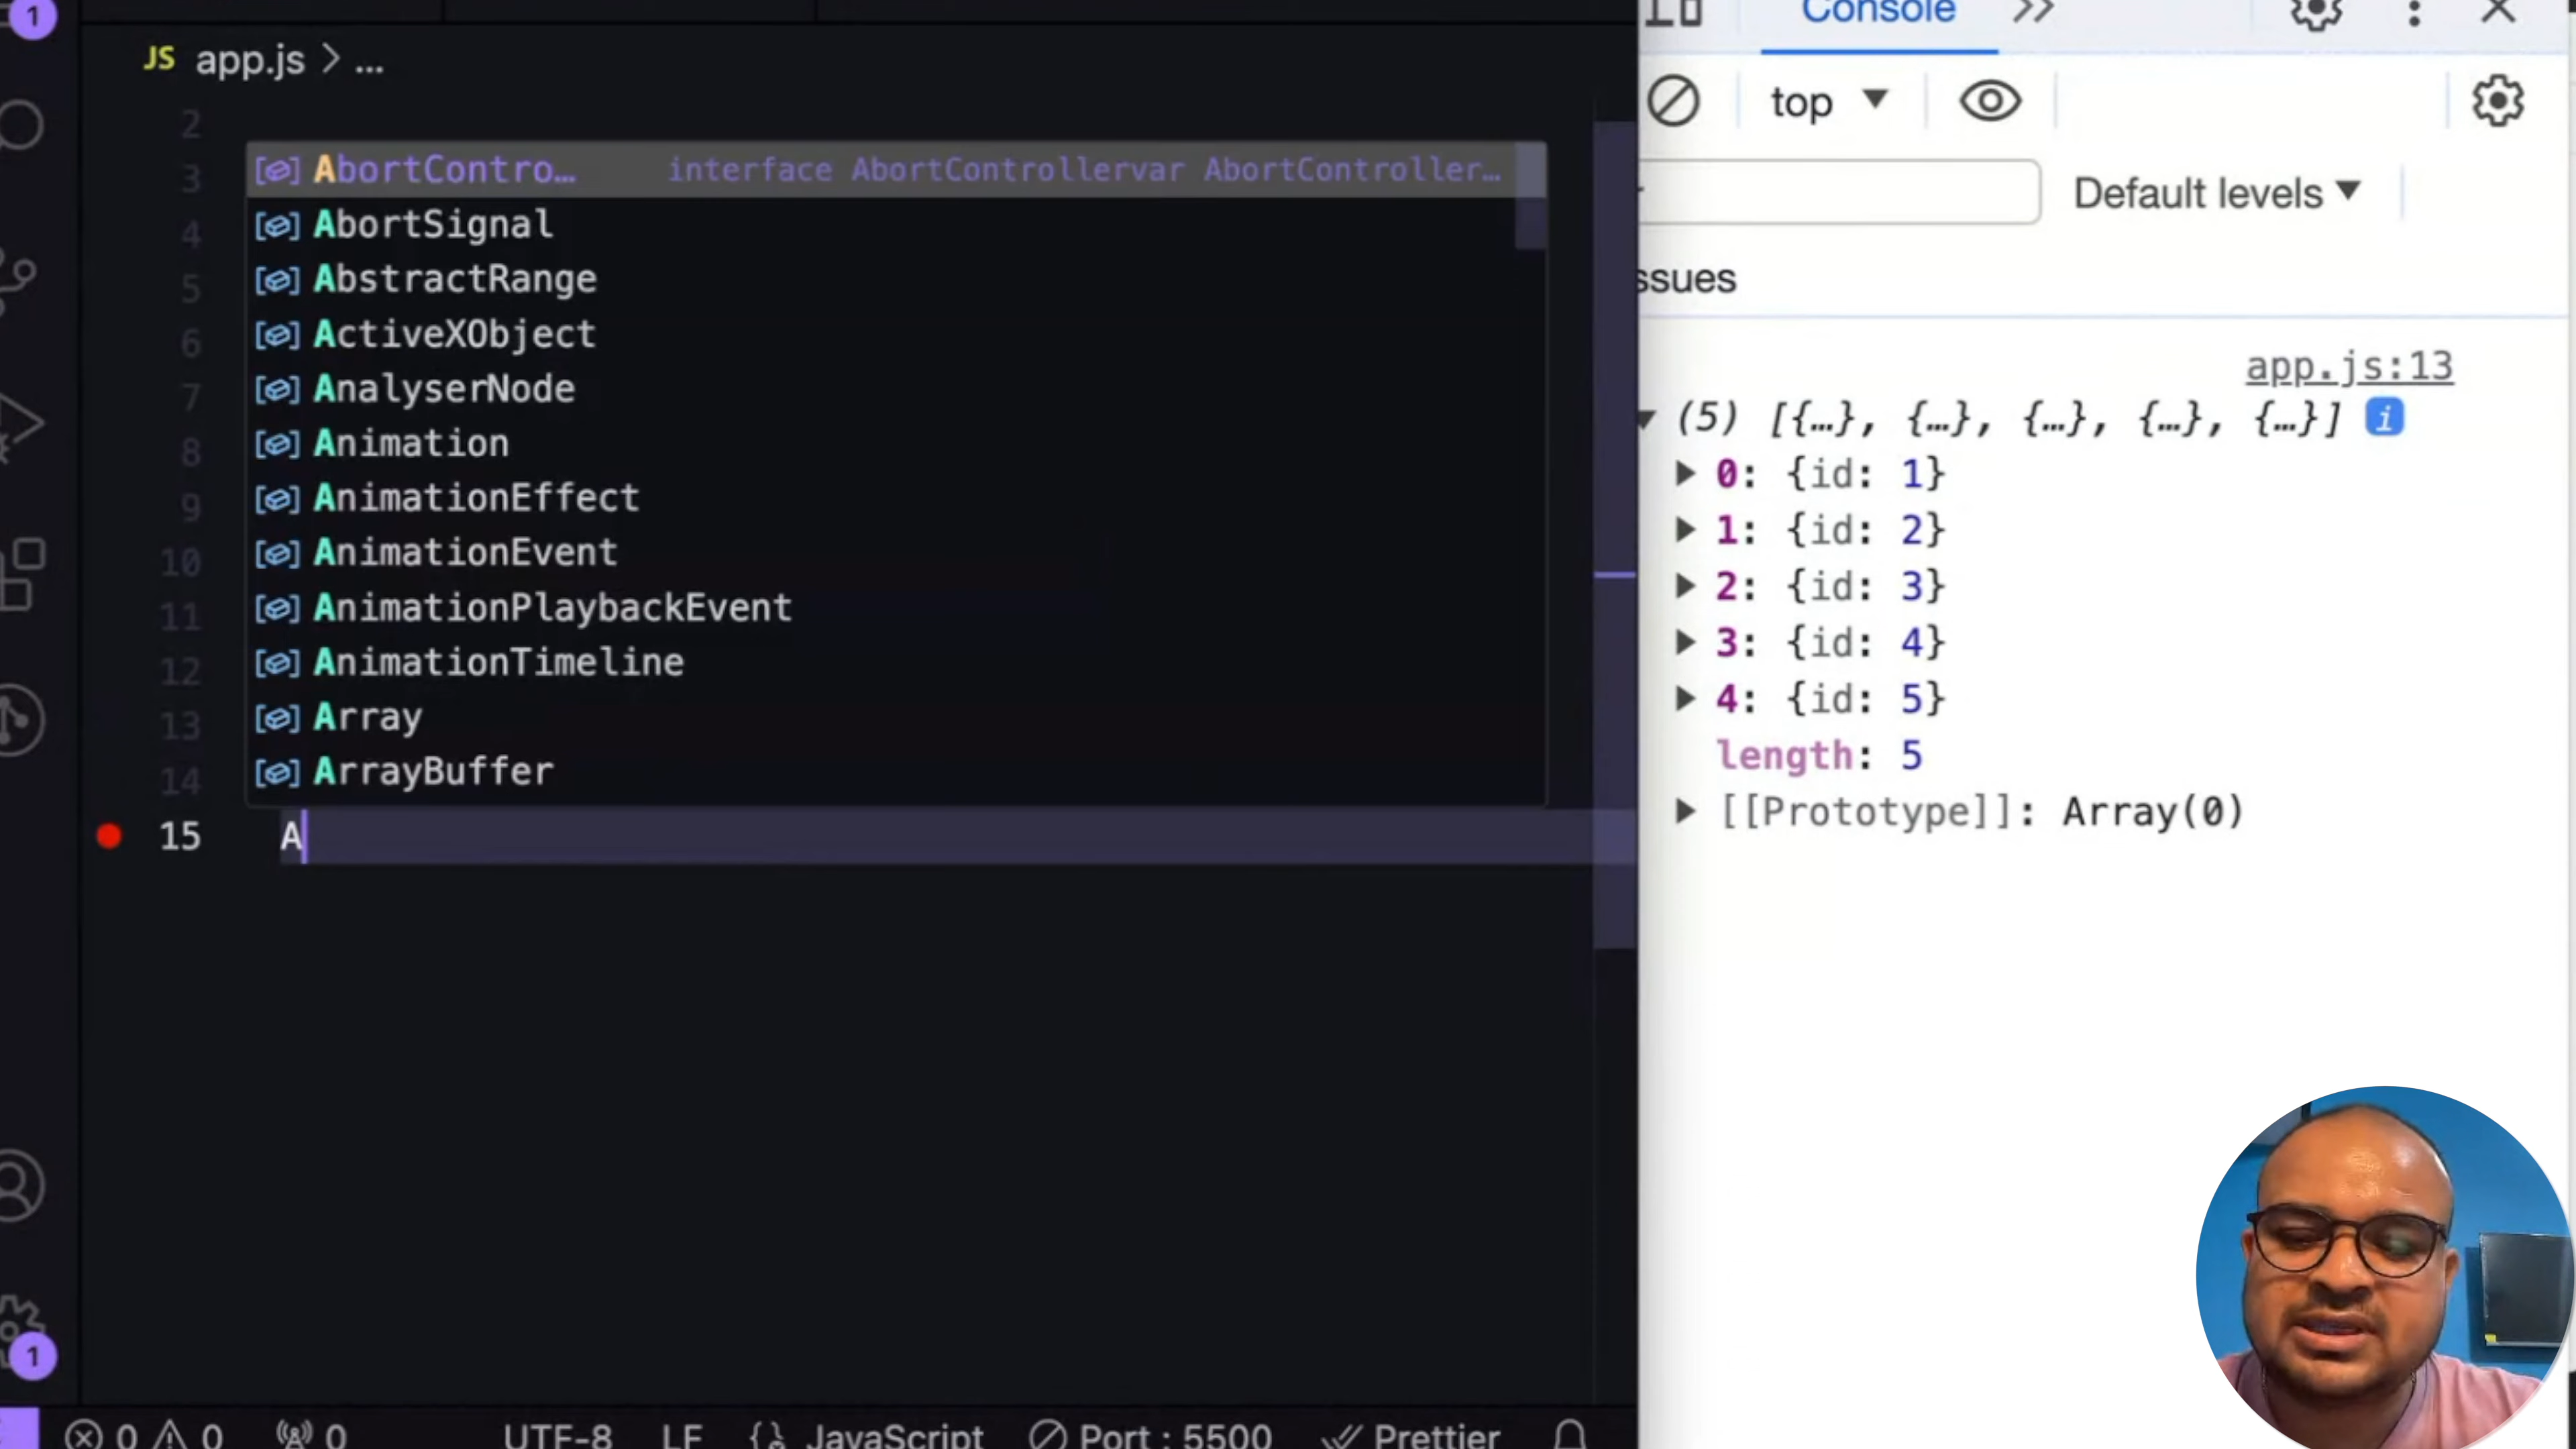 1
JS app.js > ...
2
3
4
5
6
7
8
9
10
11
12
13
14
AbortContro… interface AbortControllervar AbortController…
AbortSignal
AbstractRange
ActiveXObject
AnalyserNode
Animation
AnimationEffect
AnimationEvent
AnimationPlaybackEvent
AnimationTimeline
Array
ArrayBuffer
15 A
1
0 0 0 UTF-8 LF {} JavaScript Port : 5500 Prettier
Console >>
top
Default levels
ssues
app.js:13
(5) [{…}, {…}, {…}, {…}, {…}] i
0: {id: 1}
1: {id: 2}
2: {id: 3}
3: {id: 4}
4: {id: 5}
length: 5
[[Prototype]]: Array(0)